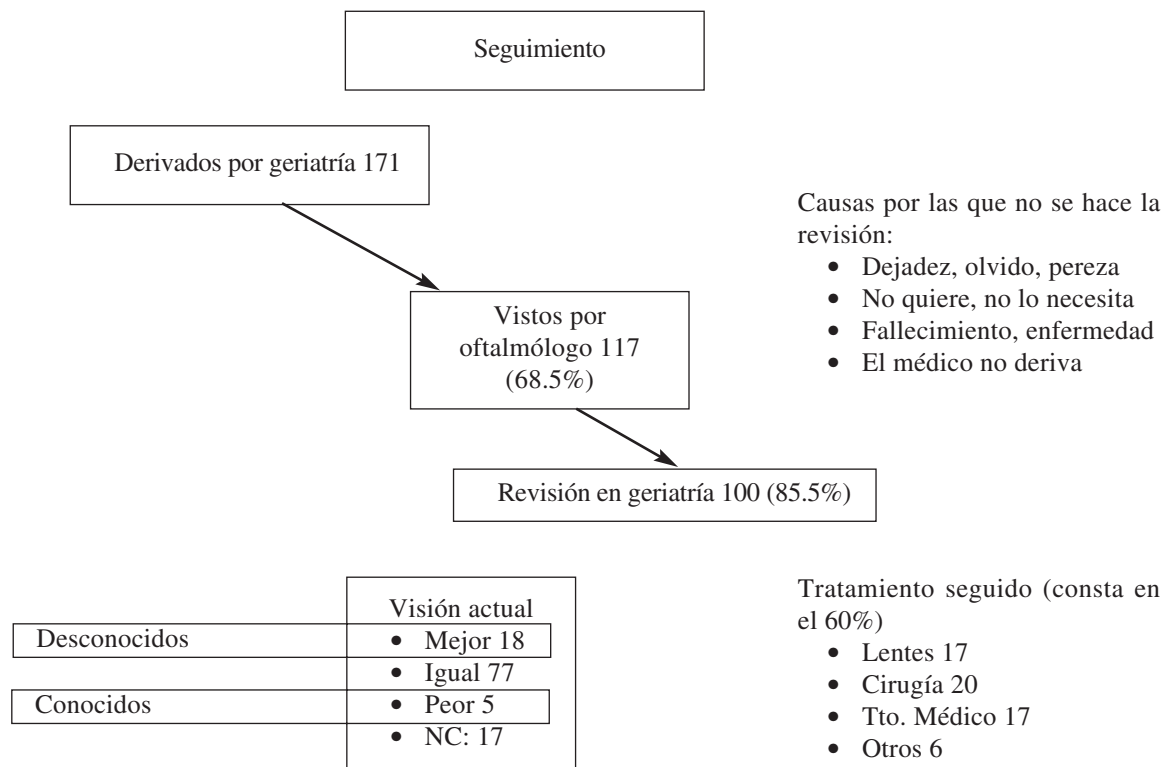 Seguimiento
Derivados por geriatría 171
Causas por las que no se hace la
revisión:
• Dejadez, olvido, pereza
• No quiere, no lo necesita
• Fallecimiento, enfermedad
• El médico no deriva
Vistos por
oftalmólogo 117
(68.5%)
Revisión en geriatría 100 (85.5%)
Visión actual
Desconocidos
• Mejor 18
• Igual 77
Conocidos
• Peor 5
• NC: 17
Tratamiento seguido (consta en
el 60%)
• Lentes 17
• Cirugía 20
• Tto. Médico 17
• Otros 6